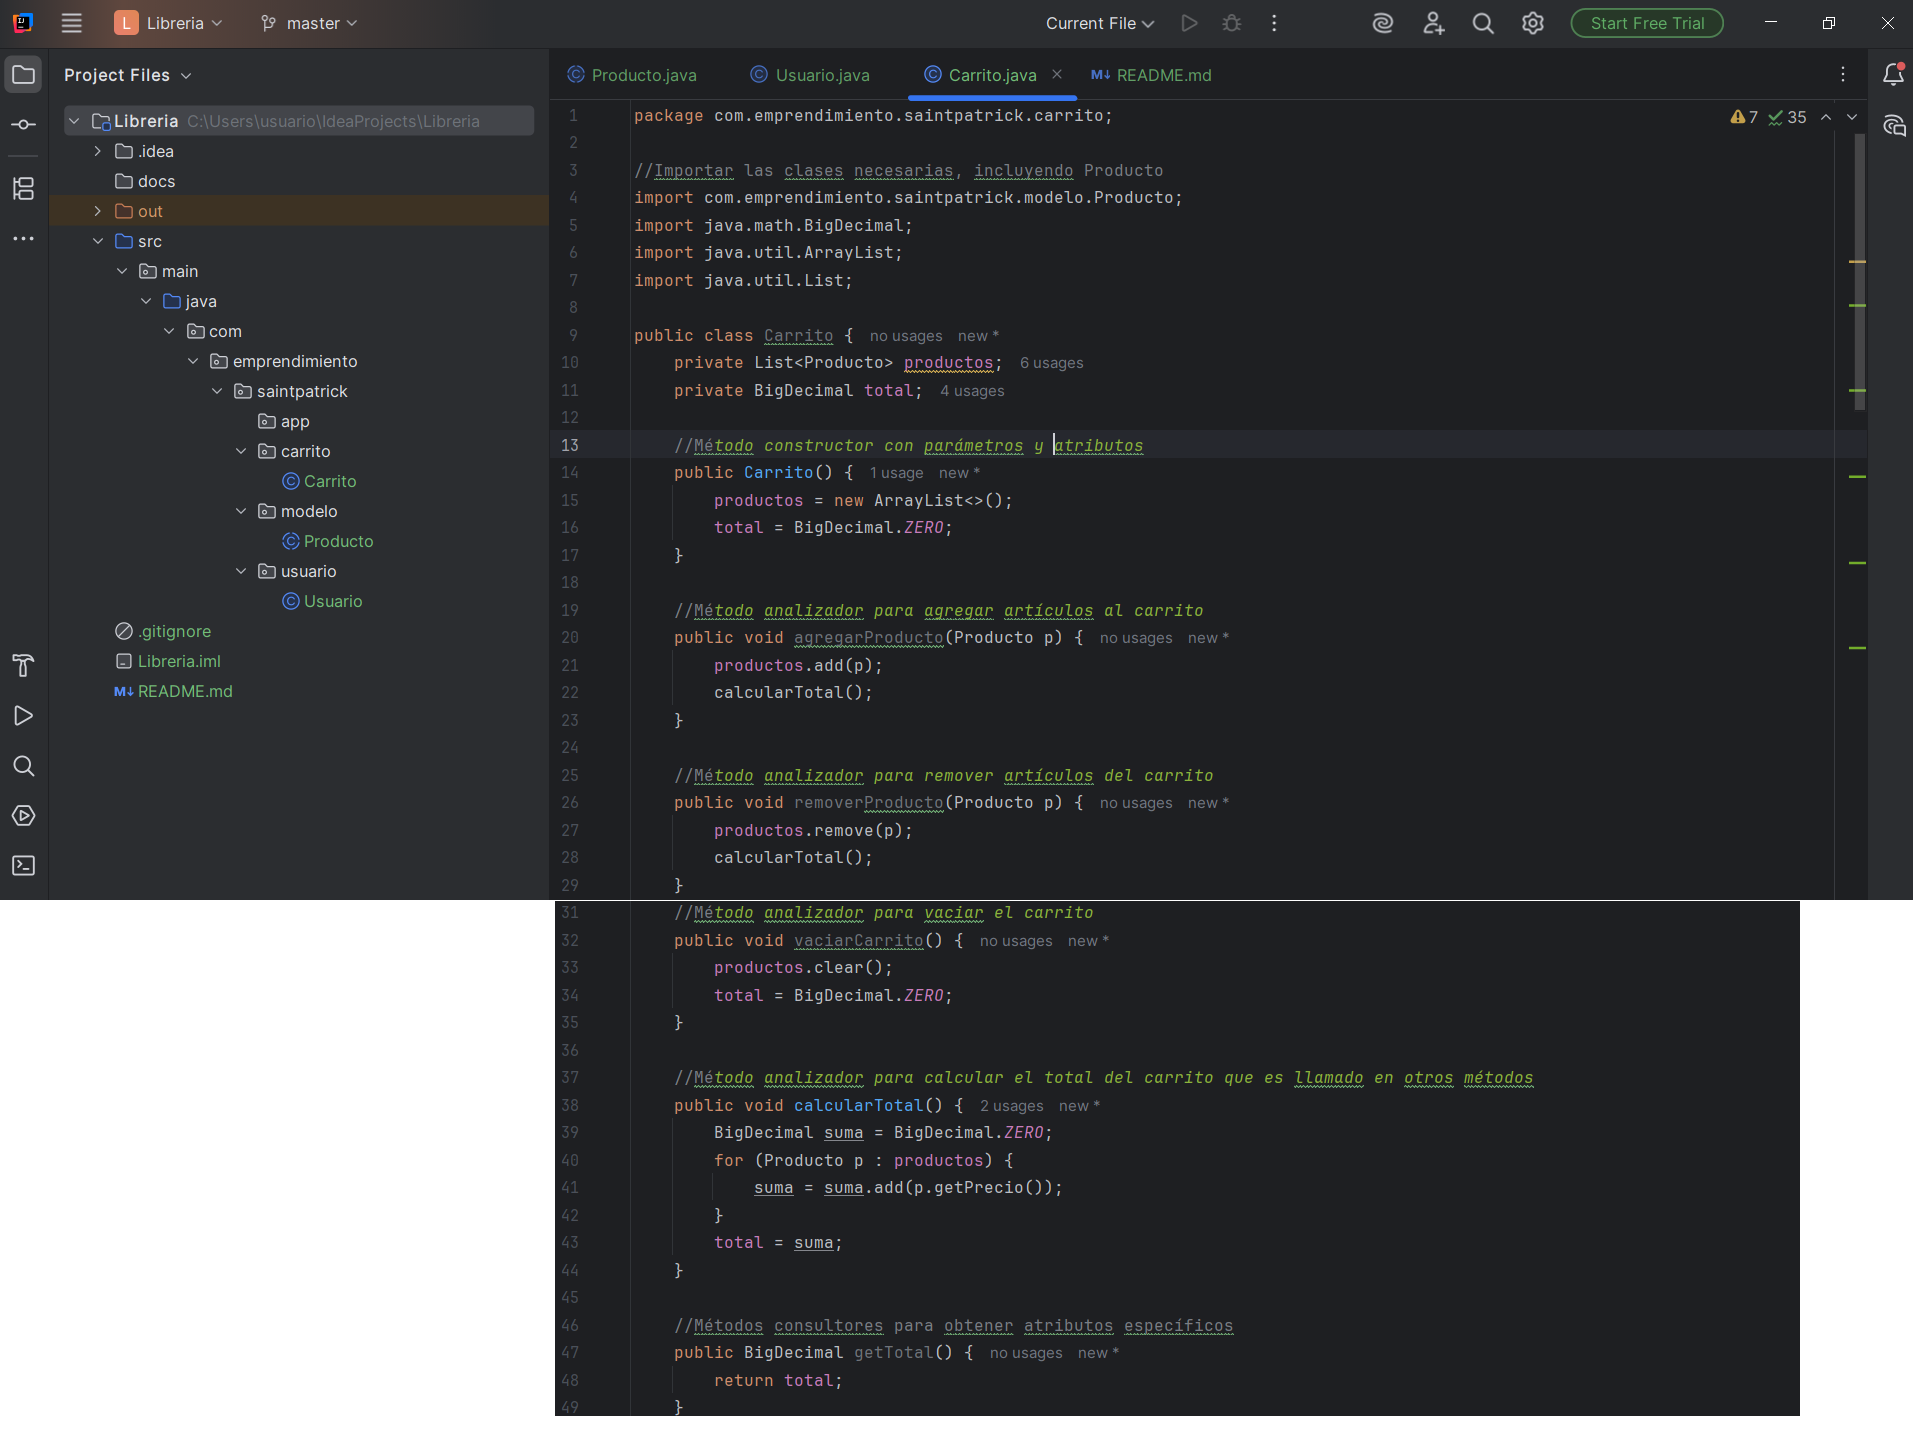 L Libreria master Current File Start Free Trial
Project Files
Producto.java Usuario.java Carrito.java README.md
Libreria C:\Users\usuario\IdeaProjects\Libreria
.idea
docs
out
src
main
java
com
emprendimiento
saintpatrick
app
carrito
Carrito
modelo
Producto
usuario
Usuario
.gitignore
Libreria.iml
M↓ README.md
7 35
1 package com.emprendimiento.saintpatrick.carrito;
2
3 //Importar las clases necesarias, incluyendo Producto
4 import com.emprendimiento.saintpatrick.modelo.Producto;
5 import java.math.BigDecimal;
6 import java.util.ArrayList;
7 import java.util.List;
8
9 public class Carrito { no usages new *
10 private List<Producto> productos; 6 usages
11 private BigDecimal total; 4 usages
12
13 //Método constructor con parámetros y atributos
14 public Carrito() { 1 usage new *
15 productos = new ArrayList<>();
16 total = BigDecimal.ZERO;
17 }
18
19 //Método analizador para agregar artículos al carrito
20 public void agregarProducto(Producto p) { no usages new *
21 productos.add(p);
22 calcularTotal();
23 }
24
25 //Método analizador para remover artículos del carrito
26 public void removerProducto(Producto p) { no usages new *
27 productos.remove(p);
28 calcularTotal();
29 }
31 //Método analizador para vaciar el carrito
32 public void vaciarCarrito() { no usages new *
33 productos.clear();
34 total = BigDecimal.ZERO;
35 }
36
37 //Método analizador para calcular el total del carrito que es llamado en otros métodos
38 public void calcularTotal() { 2 usages new *
39 BigDecimal suma = BigDecimal.ZERO;
40 for (Producto p : productos) {
41 suma = suma.add(p.getPrecio());
42 }
43 total = suma;
44 }
45
46 //Métodos consultores para obtener atributos específicos
47 public BigDecimal getTotal() { no usages new *
48 return total;
49 }